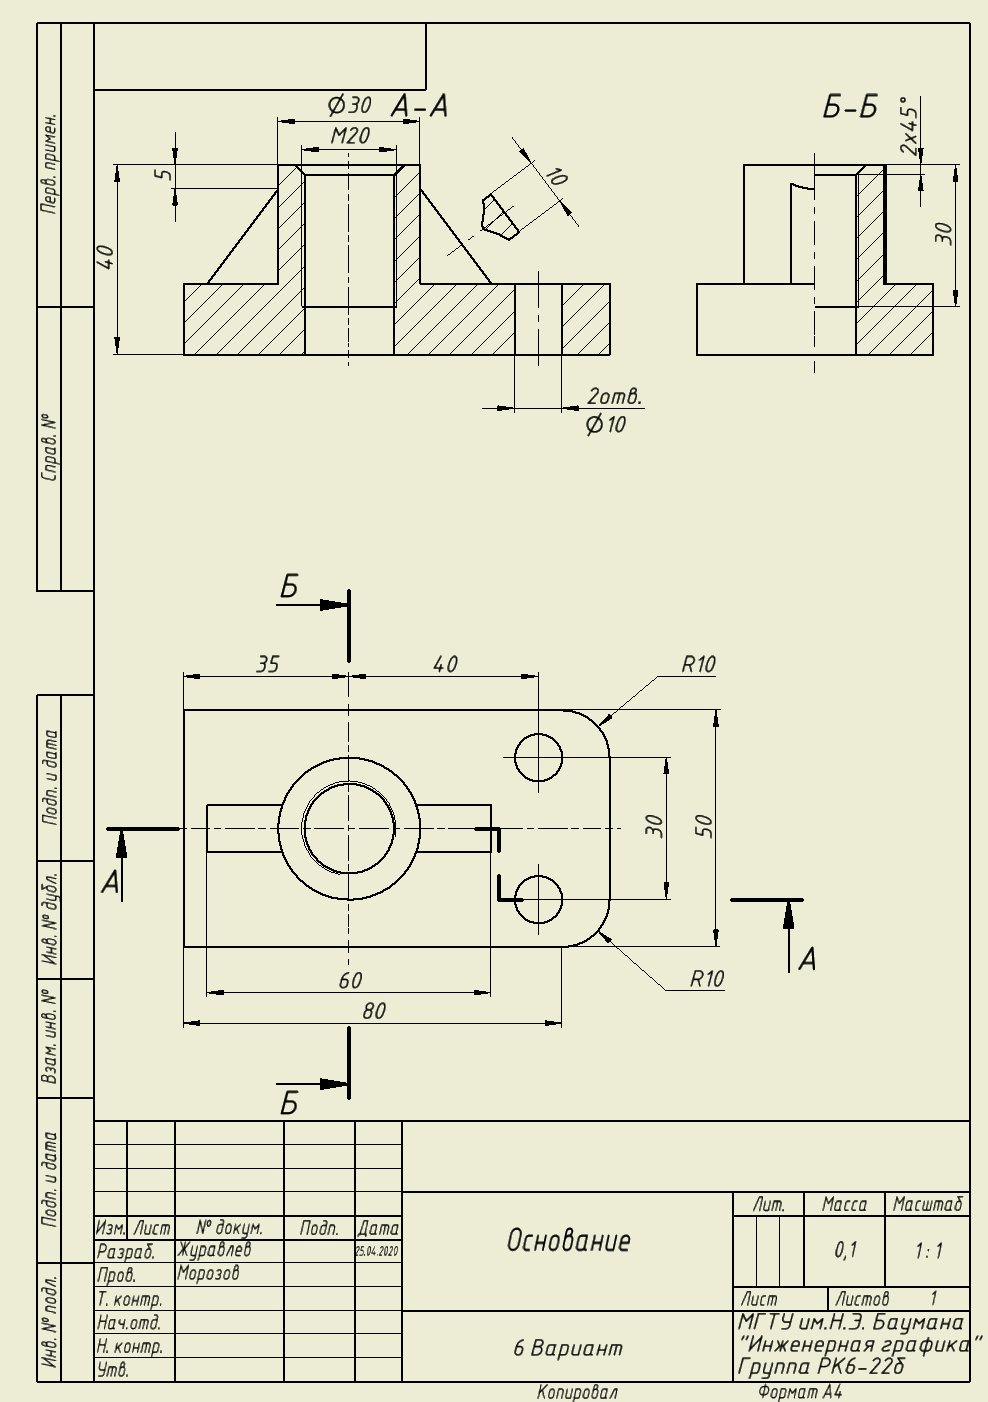 Перв. примен.
Справ. №
Подп. и дата
Инв. № дубл.
Взам. инв. №
Подп. и дата
Инв. № подл.
А-А
Ø30
М20
5
40
10
2отв.
Ø10
Б-Б
2х45°
30
Б
35
40
R10
30
50
А
А
60
80
R10
Б
Изм. Лист № докум. Подп. Дата
Разраб. Журавлев 25.04.2020
Пров. Морозов
Т. контр.
Нач.отд.
Н. контр.
Утв.
Основание
6 Вариант
Лит. Масса Масштаб
0,1 1:1
Лист Листов 1
МГТУ им.Н.Э. Баумана
"Инженерная графика"
Группа РК6-22б
Копировал Формат А4